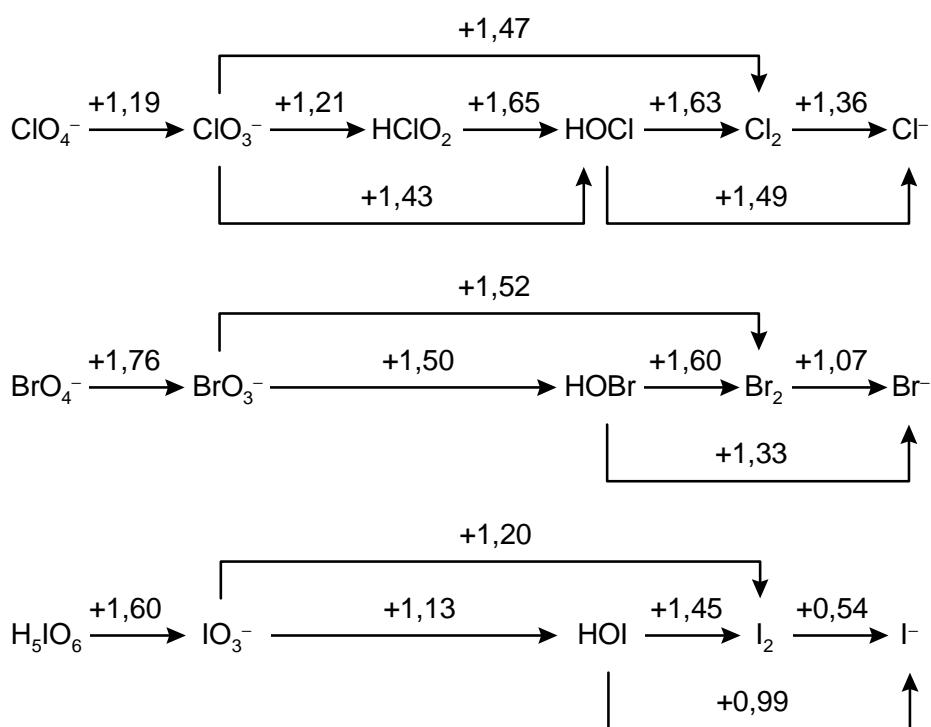 +1,47
+1,19 +1,21 +1,65 +1,63 +1,36
ClO₄⁻ ClO₃⁻ HClO₂ HOCl Cl₂ Cl⁻
+1,43 +1,49
+1,52
+1,76 +1,50 +1,60 +1,07
BrO₄⁻ BrO₃⁻ HOBr Br₂ Br⁻
+1,33
+1,20
+1,60 +1,13 +1,45 +0,54
H₅IO₆ IO₃⁻ HOI I₂ I⁻
+0,99